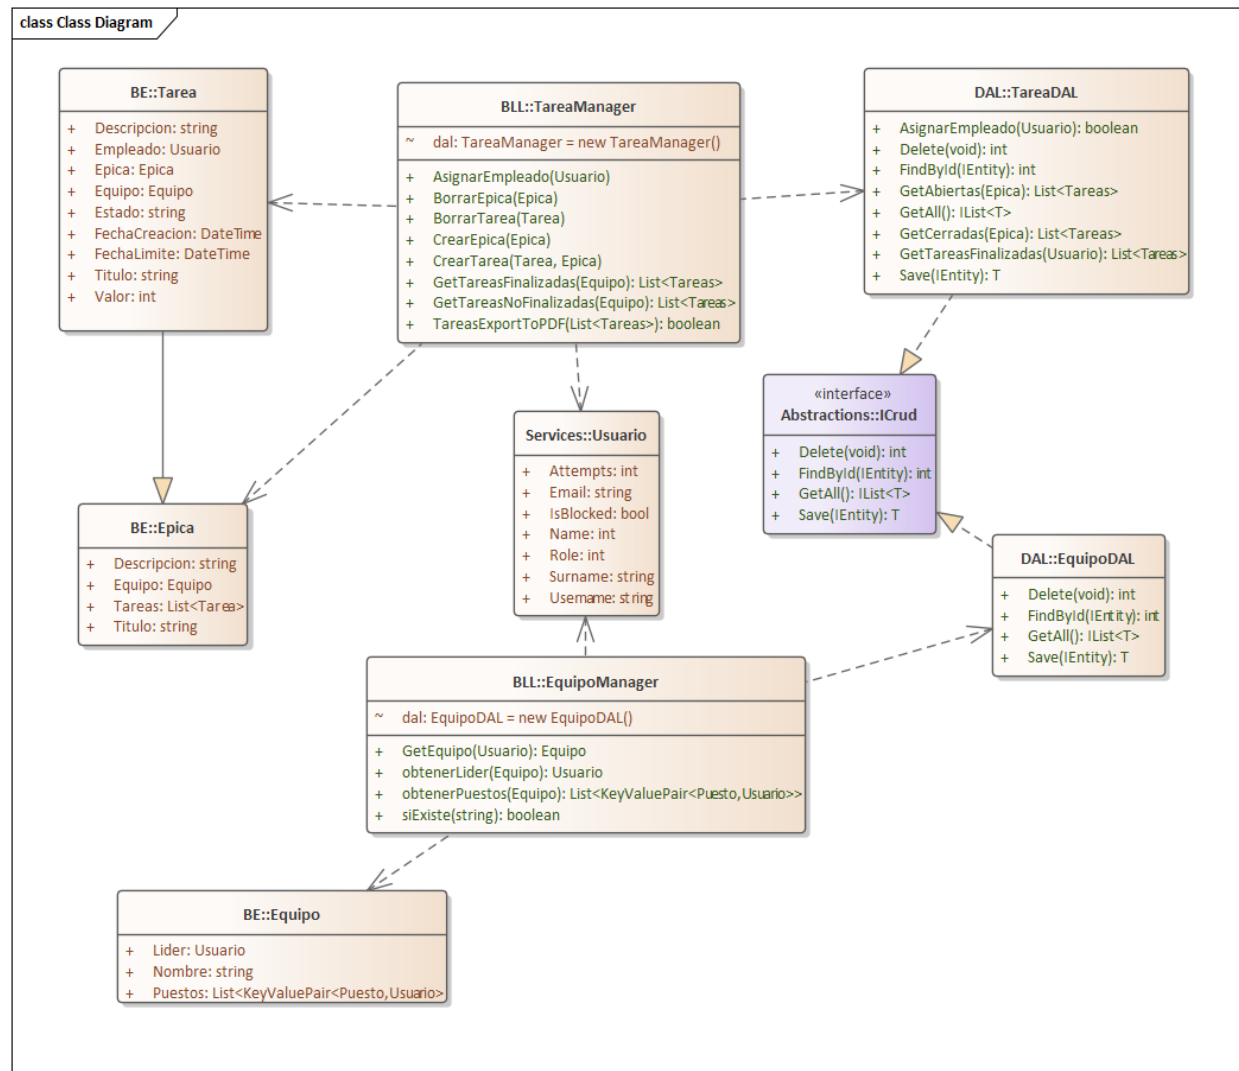 class Class Diagram
BE::Tarea
+ Descripcion: string
+ Empleado: Usuario
+ Epica: Epica
+ Equipo: Equipo
+ Estado: string
+ FechaCreacion: DateTime
+ FechaLimite: DateTime
+ Titulo: string
+ Valor: int
BLL::TareaManager
~ dal: TareaManager = new TareaManager()
+ AsignarEmpleado(Usuario)
+ BorrarEpica(Epica)
+ BorrarTarea(Tarea)
+ CrearEpica(Epica)
+ CrearTarea(Tarea, Epica)
+ GetTareasFinalizadas(Equipo): List<Tareas>
+ GetTareasNoFinalizadas(Equipo): List<Tareas>
+ TareasExportToPDF(List<Tareas>): boolean
DAL::TareaDAL
+ AsignarEmpleado(Usuario): boolean
+ Delete(void): int
+ FindById(IEntity): int
+ GetAbiertas(Epica): List<Tareas>
+ GetAll(): IList<T>
+ GetCerradas(Epica): List<Tareas>
+ GetTareasFinalizadas(Usuario): List<Tareas>
+ Save(IEntity): T
«interface»
Abstractions::ICrud
+ Delete(void): int
+ FindById(IEntity): int
+ GetAll(): IList<T>
+ Save(IEntity): T
Services::Usuario
+ Attempts: int
+ Email: string
+ IsBlocked: bool
+ Name: int
+ Role: int
+ Surname: string
+ Username: string
BE::Epica
+ Descripcion: string
+ Equipo: Equipo
+ Tareas: List<Tarea>
+ Titulo: string
DAL::EquipoDAL
+ Delete(void): int
+ FindById(IEntity): int
+ GetAll(): IList<T>
+ Save(IEntity): T
BLL::EquipoManager
~ dal: EquipoDAL = new EquipoDAL()
+ GetEquipo(Usuario): Equipo
+ obtenerLider(Equipo): Usuario
+ obtenerPuestos(Equipo): List<KeyValuePair<Puesto,Usuario>>
+ siExiste(string): boolean
BE::Equipo
+ Lider: Usuario
+ Nombre: string
+ Puestos: List<KeyValuePair<Puesto,Usuario>